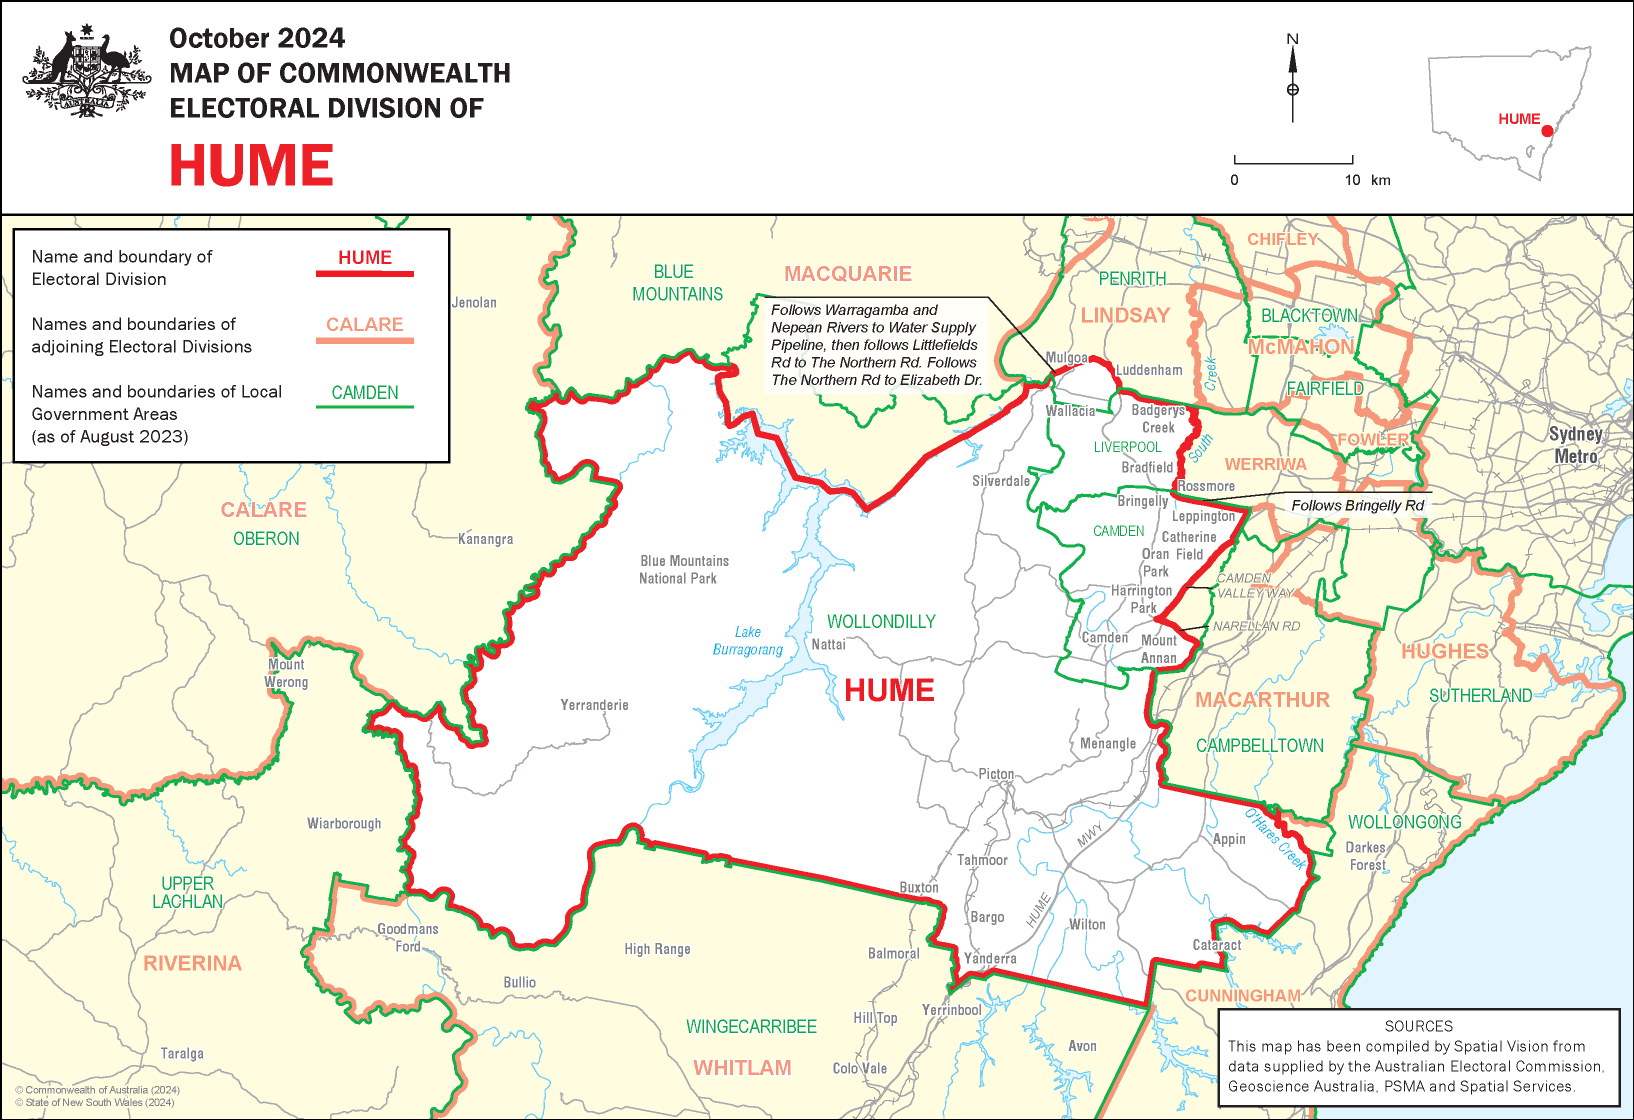 October 2024
MAP OF COMMONWEALTH
ELECTORAL DIVISION OF
HUME
AUSTRALIA
N
0 10 km
HUME
Name and boundary of
Electoral Division
HUME
Names and boundaries of
adjoining Electoral Divisions
CALARE
Names and boundaries of Local
Government Areas
(as of August 2023)
CAMDEN
Jenolan
BLUE
MOUNTAINS
MACQUARIE
Follows Warragamba and
Nepean Rivers to Water Supply
Pipeline, then follows Littlefields
Rd to The Northern Rd. Follows
The Northern Rd to Elizabeth Dr.
PENRITH
LINDSAY
CHIFLEY
BLACKTOWN
McMAHON
FAIRFIELD
FOWLER
Creek
South
Mulgoa
Luddenham
Wallacia
Badgerys
Creek
LIVERPOOL
Bradfield
WERRIWA
Sydney
Metro
Silverdale
Rossmore
Bringelly
Follows Bringelly Rd
Leppington
CAMDEN
Catherine
Field
Oran
Park
CAMDEN
VALLEY WAY
Harrington
Park
NARELLAN RD
Camden
Mount
Annan
CALARE
OBERON
Kanangra
Blue Mountains
National Park
WOLLONDILLY
Lake
Burragorang
Nattai
HUME
Mount
Werong
Yerranderie
MACARTHUR
CAMPBELLTOWN
HUGHES
SUTHERLAND
Menangle
Picton
Wiarborough
MWY
HUME
Appin
O'Hares Creek
WOLLONGONG
Darkes
Forest
Tahmoor
Buxton
Bargo
Wilton
UPPER
LACHLAN
Goodmans
Ford
High Range
Balmoral
Yanderra
Cataract
RIVERINA
Bullio
Yerrinbool
CUNNINGHAM
WINGECARRIBEE
Hill Top
WHITLAM
Colo Vale
Avon
Taralga
SOURCES
This map has been compiled by Spatial Vision from
data supplied by the Australian Electoral Commission,
Geoscience Australia, PSMA and Spatial Services.
© Commonwealth of Australia (2024)
© State of New South Wales (2024)